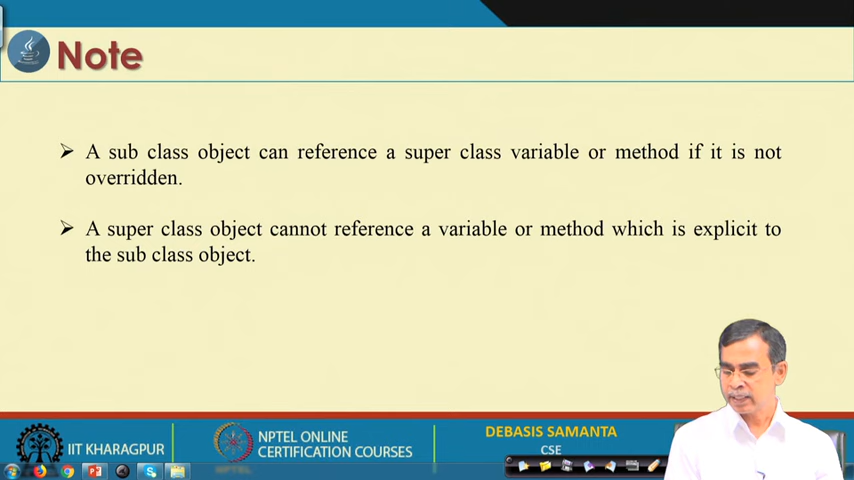 Note
➢ A sub class object can reference a super class variable or method if it is not
overridden.
➢ A super class object cannot reference a variable or method which is explicit to
the sub class object.
IIT KHARAGPUR
NPTEL ONLINE
CERTIFICATION COURSES
DEBASIS SAMANTA
CSE